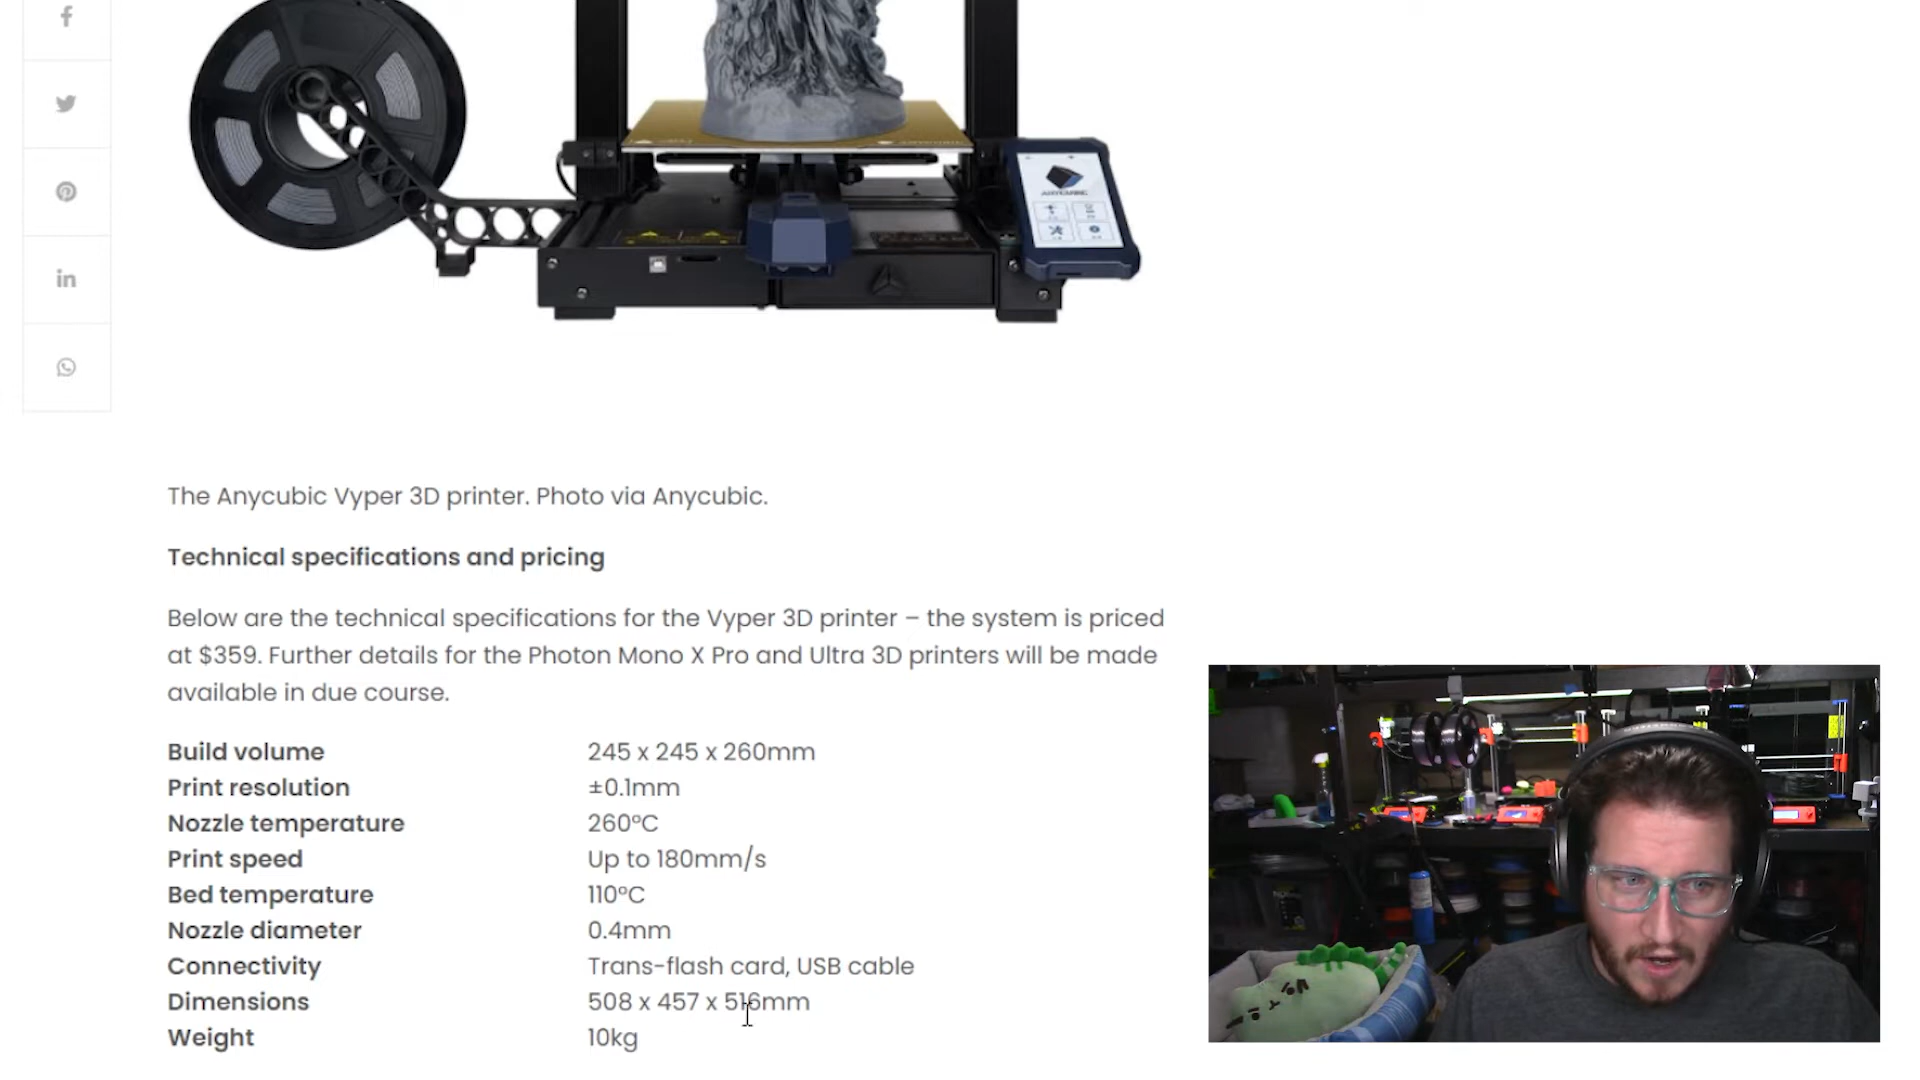 ANYCUBIC
The Anycubic Vyper 3D printer. Photo via Anycubic.
Technical specifications and pricing
Below are the technical specifications for the Vyper 3D printer – the system is priced
at $359. Further details for the Photon Mono X Pro and Ultra 3D printers will be made
available in due course.
Build volume 245 x 245 x 260mm
Print resolution ±0.1mm
Nozzle temperature 260°C
Print speed Up to 180mm/s
Bed temperature 110°C
Nozzle diameter 0.4mm
Connectivity Trans-flash card, USB cable
Dimensions 508 x 457 x 516mm
Weight 10kg